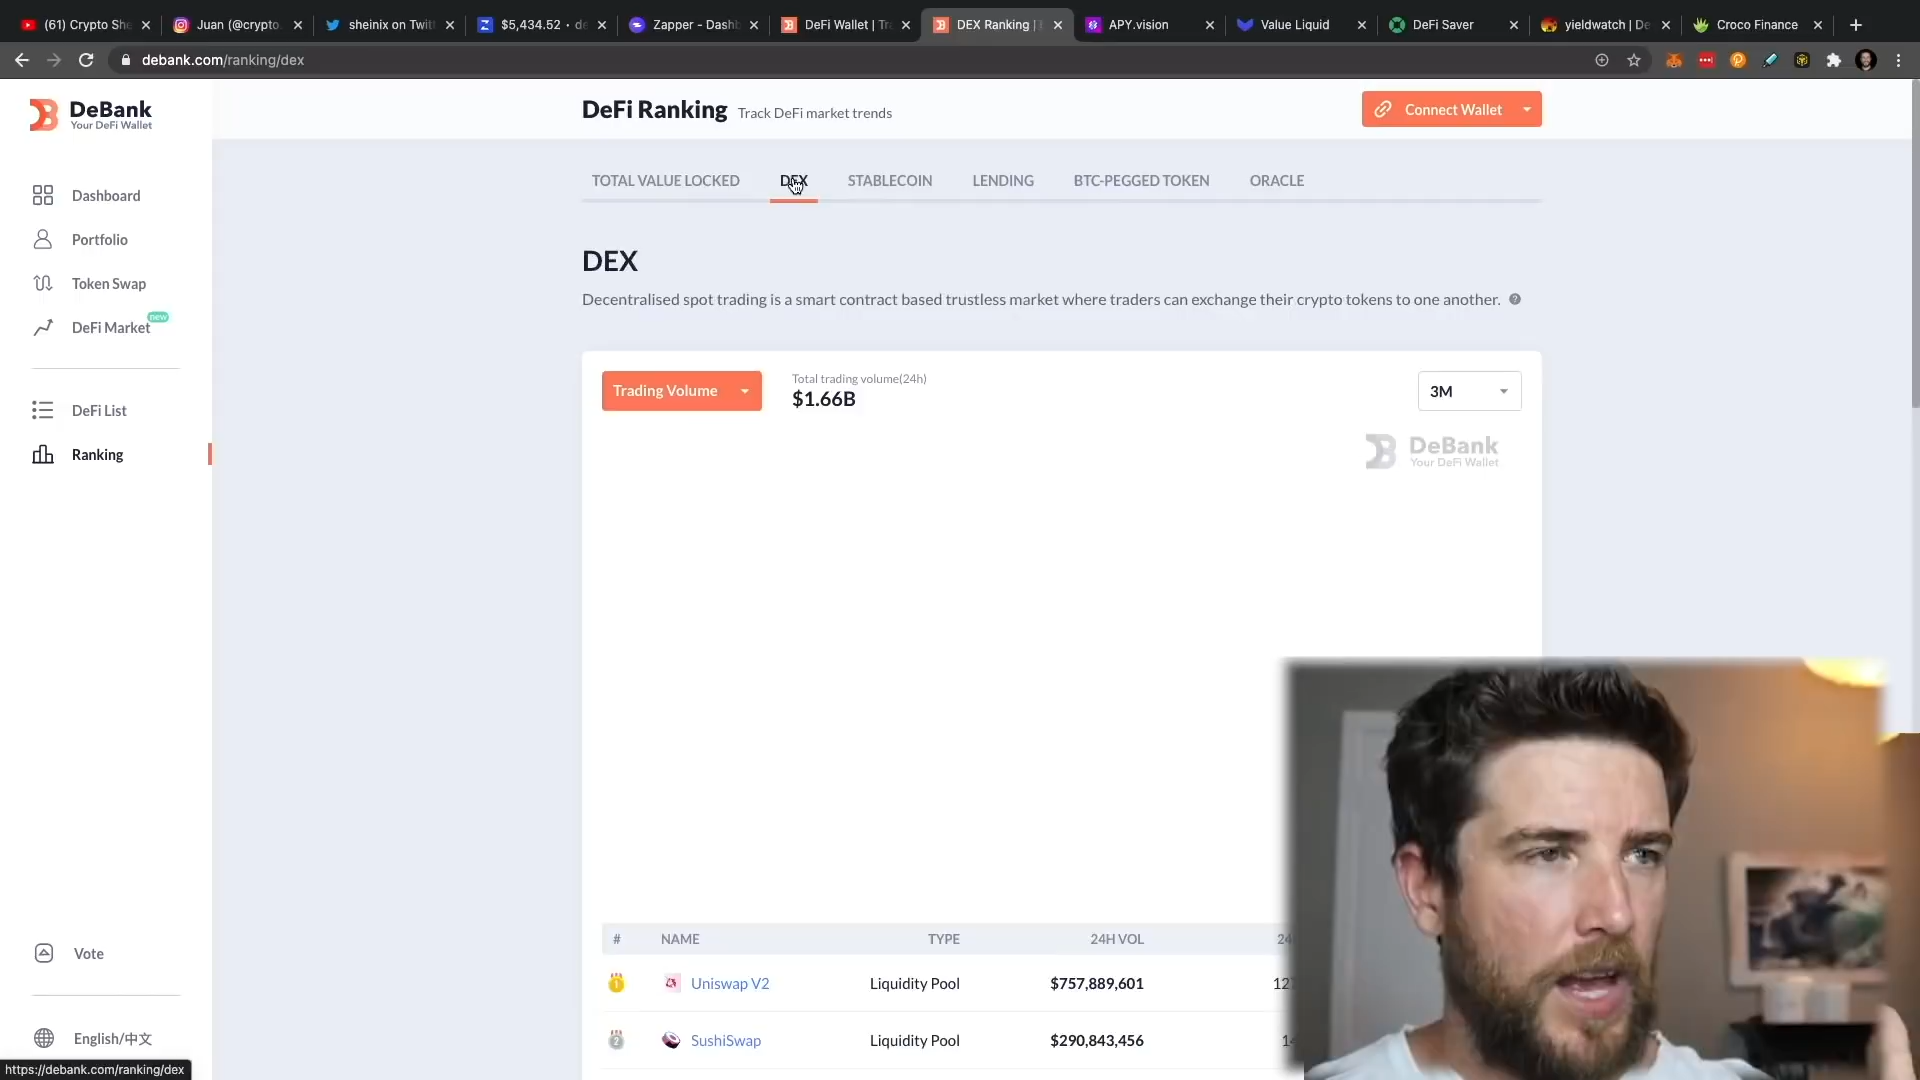 (61) Crypto She
Juan (@crypto.
sheinix on Twitt
$5,434.52 · de
Zapper - Dashb
DeFi Wallet | Tr
DEX Ranking |
APY.vision
Value Liquid
DeFi Saver
yieldwatch | De
Croco Finance
debank.com/ranking/dex
DeBank
Your DeFi Wallet
DeFi Ranking Track DeFi market trends
Connect Wallet
Dashboard
Portfolio
Token Swap
DeFi Market new
DeFi List
Ranking
Vote
English/中文
https://debank.com/ranking/dex
TOTAL VALUE LOCKED DEX STABLECOIN LENDING BTC-PEGGED TOKEN ORACLE
DEX
Decentralised spot trading is a smart contract based trustless market where traders can exchange their crypto tokens to one another.
Trading Volume
Total trading volume(24h)
$1.66B
3M
DeBank
Your DeFi Wallet
# NAME TYPE 24H VOL 24
1 Uniswap V2 Liquidity Pool $757,889,601
2 SushiSwap Liquidity Pool $290,843,456